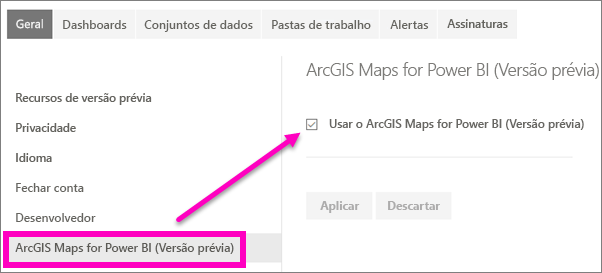 Geral Dashboards Conjuntos de dados Pastas de trabalho Alertas Assinaturas
Recursos de versão prévia
Privacidade
Idioma
Fechar conta
Desenvolvedor
ArcGIS Maps for Power BI (Versão prévia)
ArcGIS Maps for Power BI (Versão prévia)
Usar o ArcGIS Maps for Power BI (Versão prévia)
Aplicar Descartar